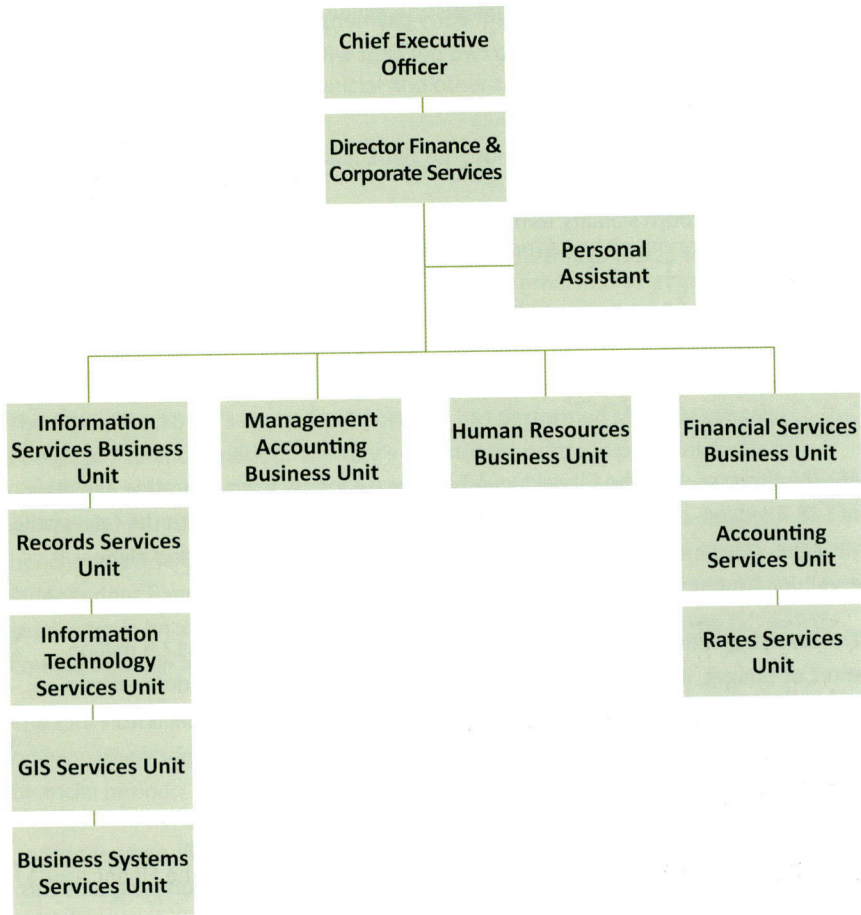 Chief Executive
Officer
Director Finance &
Corporate Services
Personal
Assistant
Information
Services Business
Unit
Management
Accounting
Business Unit
Human Resources
Business Unit
Financial Services
Business Unit
Records Services
Unit
Accounting
Services Unit
Information
Technology
Services Unit
Rates Services
Unit
GIS Services Unit
Business Systems
Services Unit